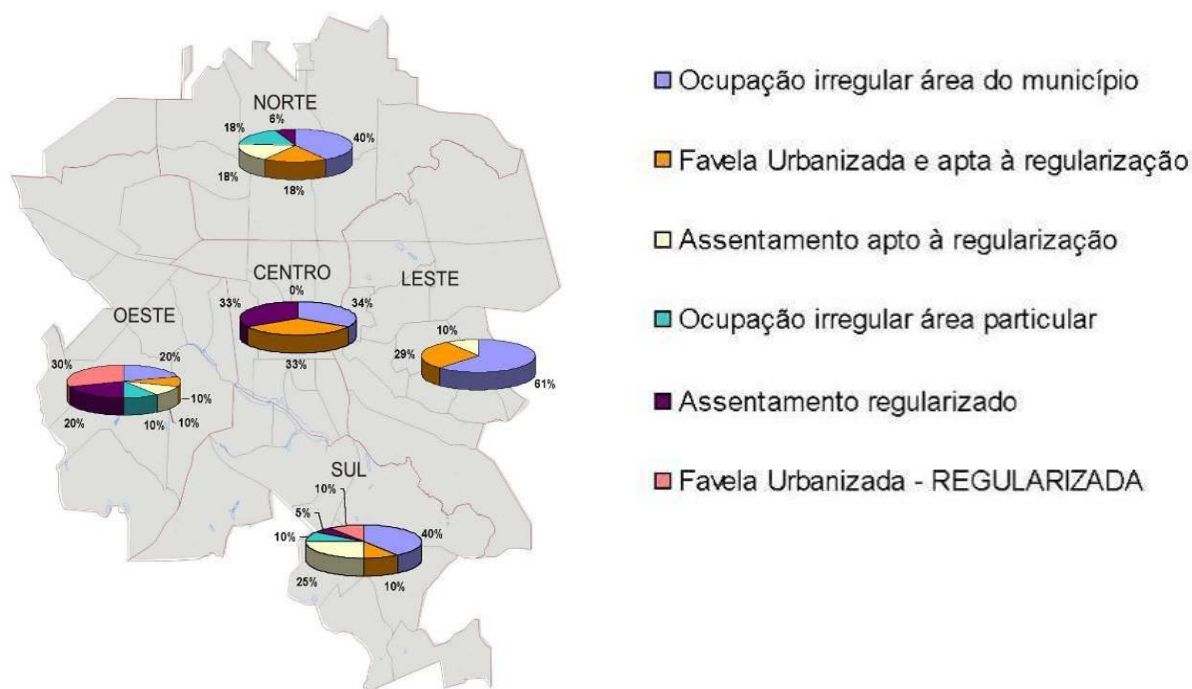 NORTE
6%
18%
40%
18%
18%
CENTRO
0%
33%
34%
33%
LESTE
10%
29%
61%
OESTE
30%
20%
10%
10%
10%
20%
SUL
10%
5%
40%
10%
25%
10%
Ocupação irregular área do município
Favela Urbanizada e apta à regularização
Assentamento apto à regularização
Ocupação irregular área particular
Assentamento regularizado
Favela Urbanizada - REGULARIZADA